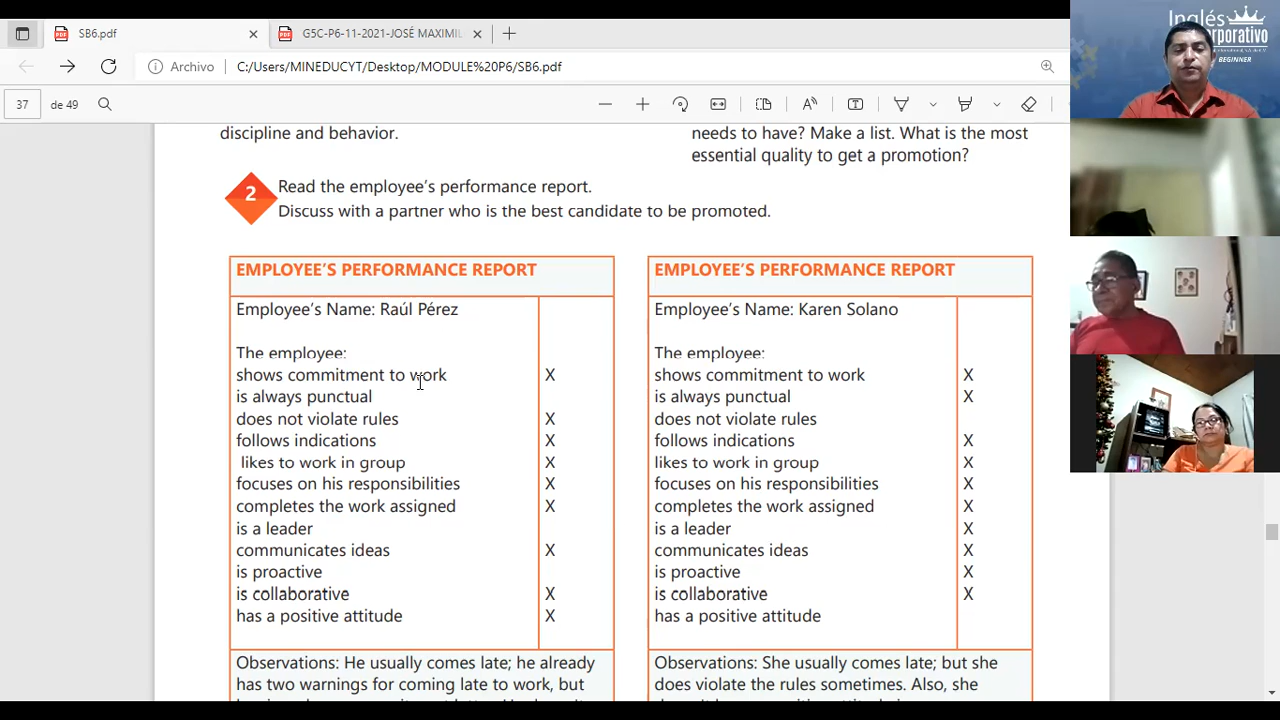 SB6.pdf
G5C-P6-11-2021-JOSÉ MAXIMI
Archivo
C:/Users/MINEDUCYT/Desktop/MODULE%20P6/SB6.pdf
37
de 49
Inglés
BEGINNER
discipline and behavior.
needs to have? Make a list. What is the most
essential quality to get a promotion?
2
Read the employee's performance report.
Discuss with a partner who is the best candidate to be promoted.
EMPLOYEE'S PERFORMANCE REPORT
Employee's Name: Raúl Pérez
The employee:
shows commitment to work X
is always punctual
does not violate rules X
follows indications X
likes to work in group X
focuses on his responsibilities X
completes the work assigned X
is a leader
communicates ideas X
is proactive
is collaborative X
has a positive attitude X
Observations: He usually comes late; he already
has two warnings for coming late to work, but
EMPLOYEE'S PERFORMANCE REPORT
Employee's Name: Karen Solano
The employee:
shows commitment to work X
is always punctual X
does not violate rules
follows indications X
likes to work in group X
focuses on his responsibilities X
completes the work assigned X
is a leader X
communicates ideas X
is proactive X
is collaborative X
has a positive attitude
Observations: She usually comes late; but she
does violate the rules sometimes. Also, she